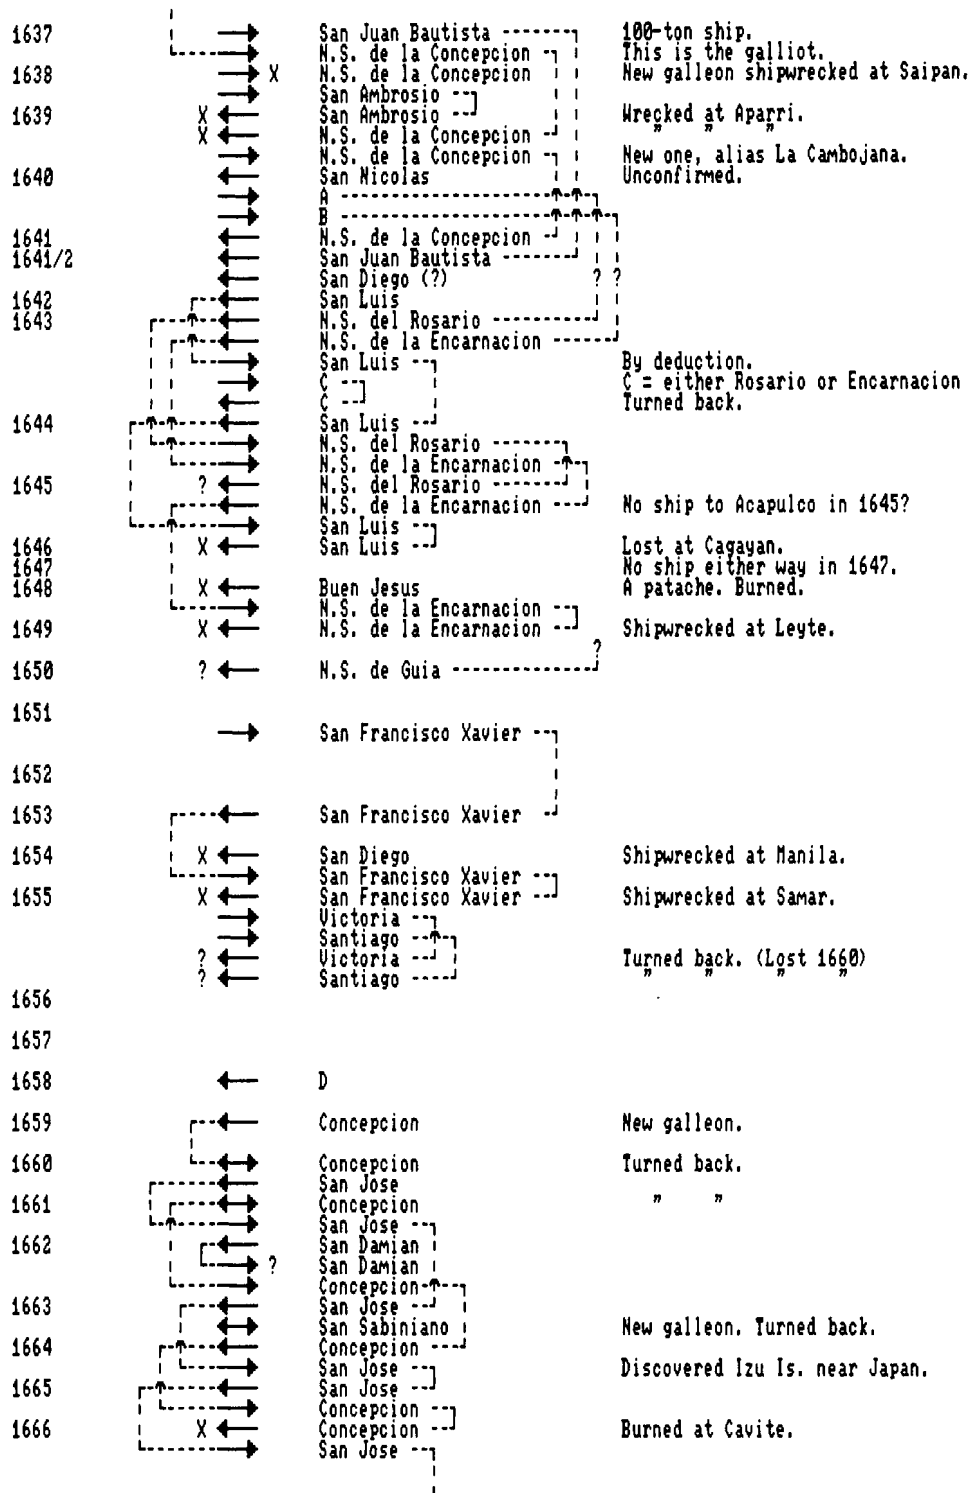 1637 San Juan Bautista 100-ton ship.
N.S. de la Concepcion This is the galliot.
1638 X N.S. de la Concepcion New galleon shipwrecked at Saipan.
San Ambrosio
1639 X San Ambrosio Wrecked at Aparri.
X N.S. de la Concepcion " " "
N.S. de la Concepcion New one, alias La Cambojana.
1640 San Nicolas Unconfirmed.
A
B
1641 N.S. de la Concepcion
1641/2 San Juan Bautista
San Diego (?) ? ?
1642 San Luis
1643 N.S. del Rosario
N.S. de la Encarnacion
San Luis By deduction.
C C = either Rosario or Encarnacion
C Turned back.
1644 San Luis
N.S. del Rosario
N.S. de la Encarnacion
1645 ? N.S. del Rosario
N.S. de la Encarnacion No ship to Acapulco in 1645?
San Luis
1646 X San Luis Lost at Cagayan.
1647 No ship either way in 1647.
1648 X Buen Jesus A patache. Burned.
N.S. de la Encarnacion
1649 X N.S. de la Encarnacion Shipwrecked at Leyte.
?
1650 ? N.S. de Guia
1651
San Francisco Xavier
1652
1653 San Francisco Xavier
1654 X San Diego Shipwrecked at Manila.
San Francisco Xavier
1655 X San Francisco Xavier Shipwrecked at Samar.
Victoria
Santiago
? Victoria Turned back. (Lost 1660)
? Santiago " " " "
1656
1657
1658 D
1659 Concepcion New galleon.
1660 Concepcion Turned back.
San Jose
1661 Concepcion " "
San Jose
1662 San Damian
? San Damian
Concepcion
1663 San Jose
San Sabiniano New galleon. Turned back.
1664 Concepcion
San Jose Discovered Izu Is. near Japan.
1665 San Jose
Concepcion
1666 X Concepcion Burned at Cavite.
San Jose